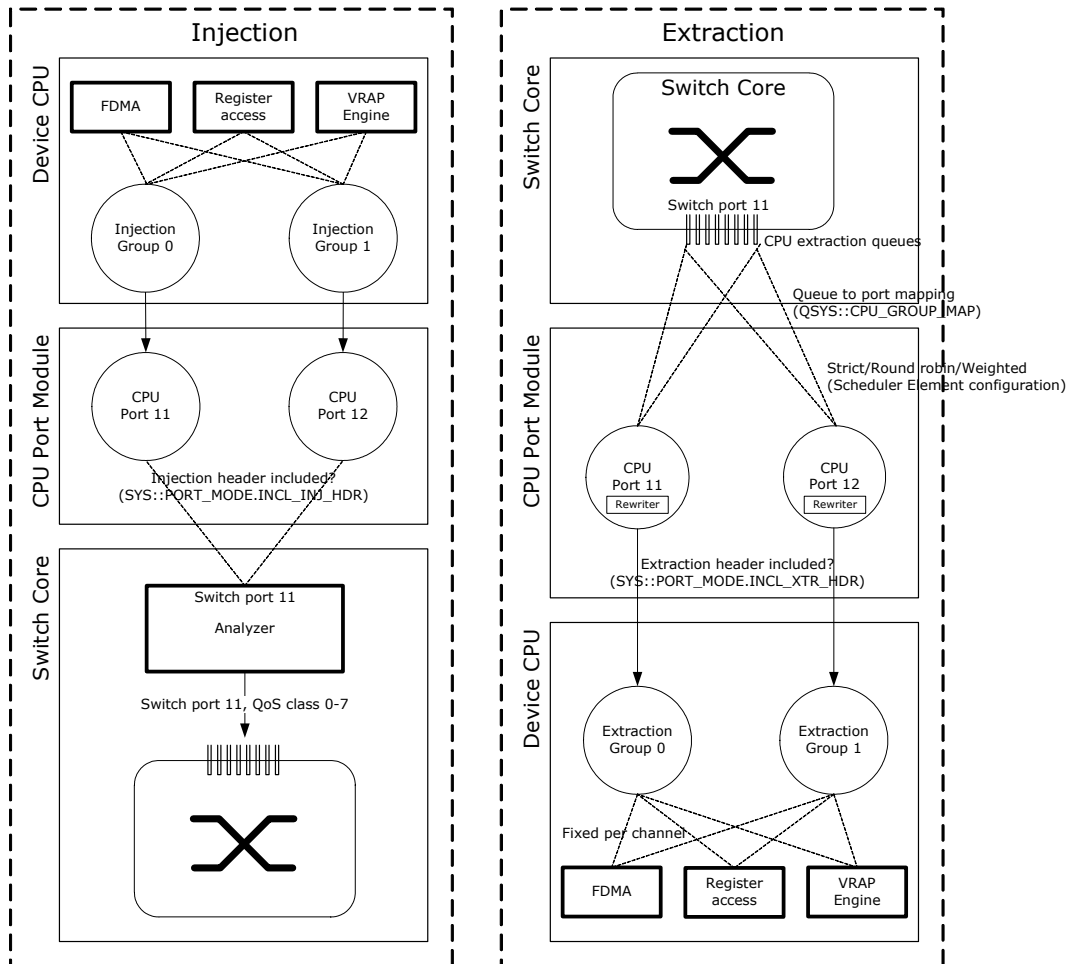 Injection
Device CPU
FDMA
Register
access
VRAP
Engine
Injection
Group 0
Injection
Group 1
CPU Port Module
CPU
Port 11
CPU
Port 12
Injection header included?
(SYS::PORT_MODE.INCL_INJ_HDR)
Switch Core
Switch port 11
Analyzer
Switch port 11, QoS class 0-7
Extraction
Switch Core
Switch Core
Switch port 11
CPU extraction queues
Queue to port mapping
(QSYS::CPU_GROUP_MAP)
CPU Port Module
Strict/Round robin/Weighted
(Scheduler Element configuration)
CPU
Port 11
Rewriter
CPU
Port 12
Rewriter
Extraction header included?
(SYS::PORT_MODE.INCL_XTR_HDR)
Device CPU
Extraction
Group 0
Extraction
Group 1
Fixed per channel
FDMA
Register
access
VRAP
Engine